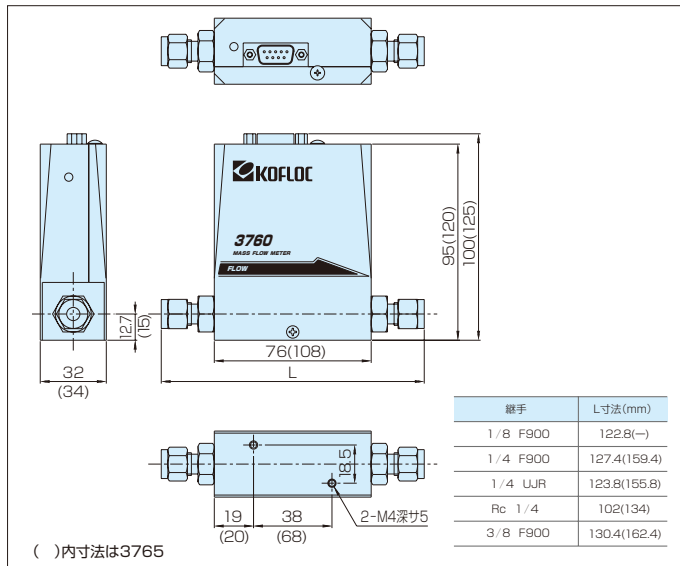 KOFLOC
3760
MASS FLOW METER
FLOW
95(120)
100(125)
12.7
(15)
32
(34)
76(108)
L
18.5
19
(20)
38
(68)
2-M4深サ5
継手 L寸法(mm)
1/8 F900 122.8(—)
1/4 F900 127.4(159.4)
1/4 UJR 123.8(155.8)
Rc 1/4 102(134)
3/8 F900 130.4(162.4)
( )内寸法は3765